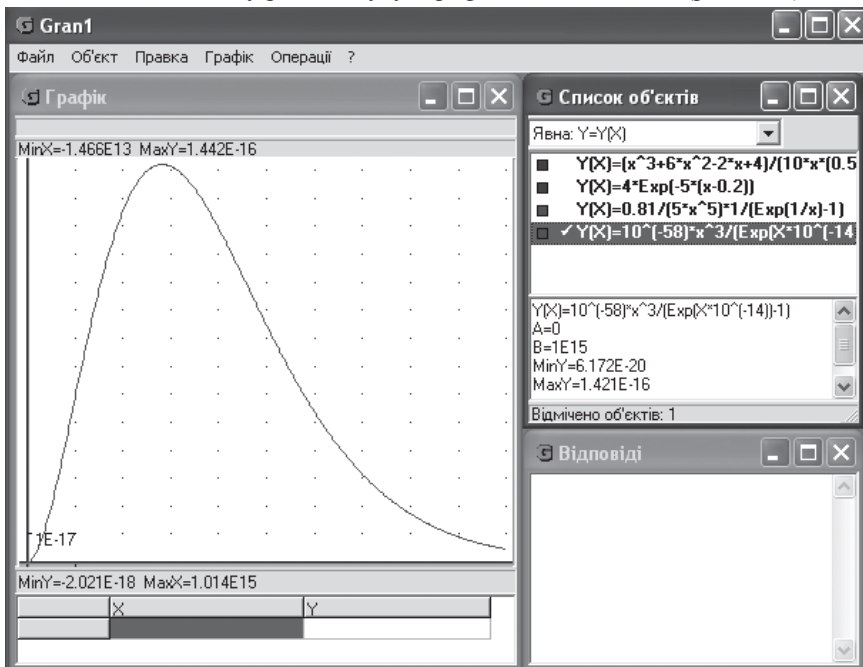 Gran1
Файл Об'єкт Правка Графік Операції ?
Графік
MinX=-1.466E13 MaxY=1.442E-16
1E-17
MinY=-2.021E-18 MaxX=1.014E15
X Y
Список об'єктів
Явна: Y=Y(X)
Y(X)=(x^3+6*x^2-2*x+4)/(10*x*(0.5
Y(X)=4*Exp(-5*(x-0.2))
Y(X)=0.81/(5*x^5)*1/(Exp(1/x)-1)
✓ Y(X)=10^(-58)*x^3/(Exp(X*10^(-14
Y(X)=10^(-58)*x^3/(Exp(X*10^(-14))-1)
A=0
B=1E15
MinY=6.172E-20
MaxY=1.421E-16
Відмічено об'єктів: 1
Відповіді